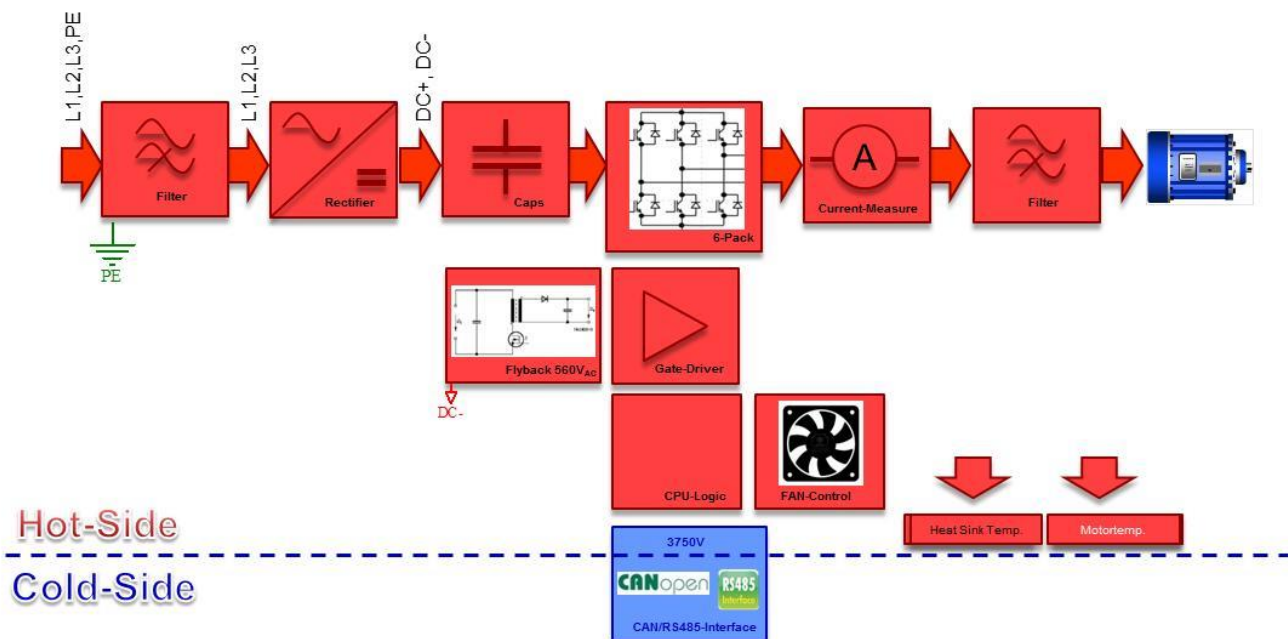 L1,L2,L3,PE
L1,L2,L3
DC+, DC-
Filter
Rectifier
Caps
6-Pack
A
Current-Measure
Filter
PE
Flyback 560VAC
Gate-Driver
DC-
CPU-Logic
FAN-Control
Heat Sink Temp.
Motortemp.
Hot-Side
3750V
Cold-Side
CANopen
RS485
Interface
CAN/RS485-Interface